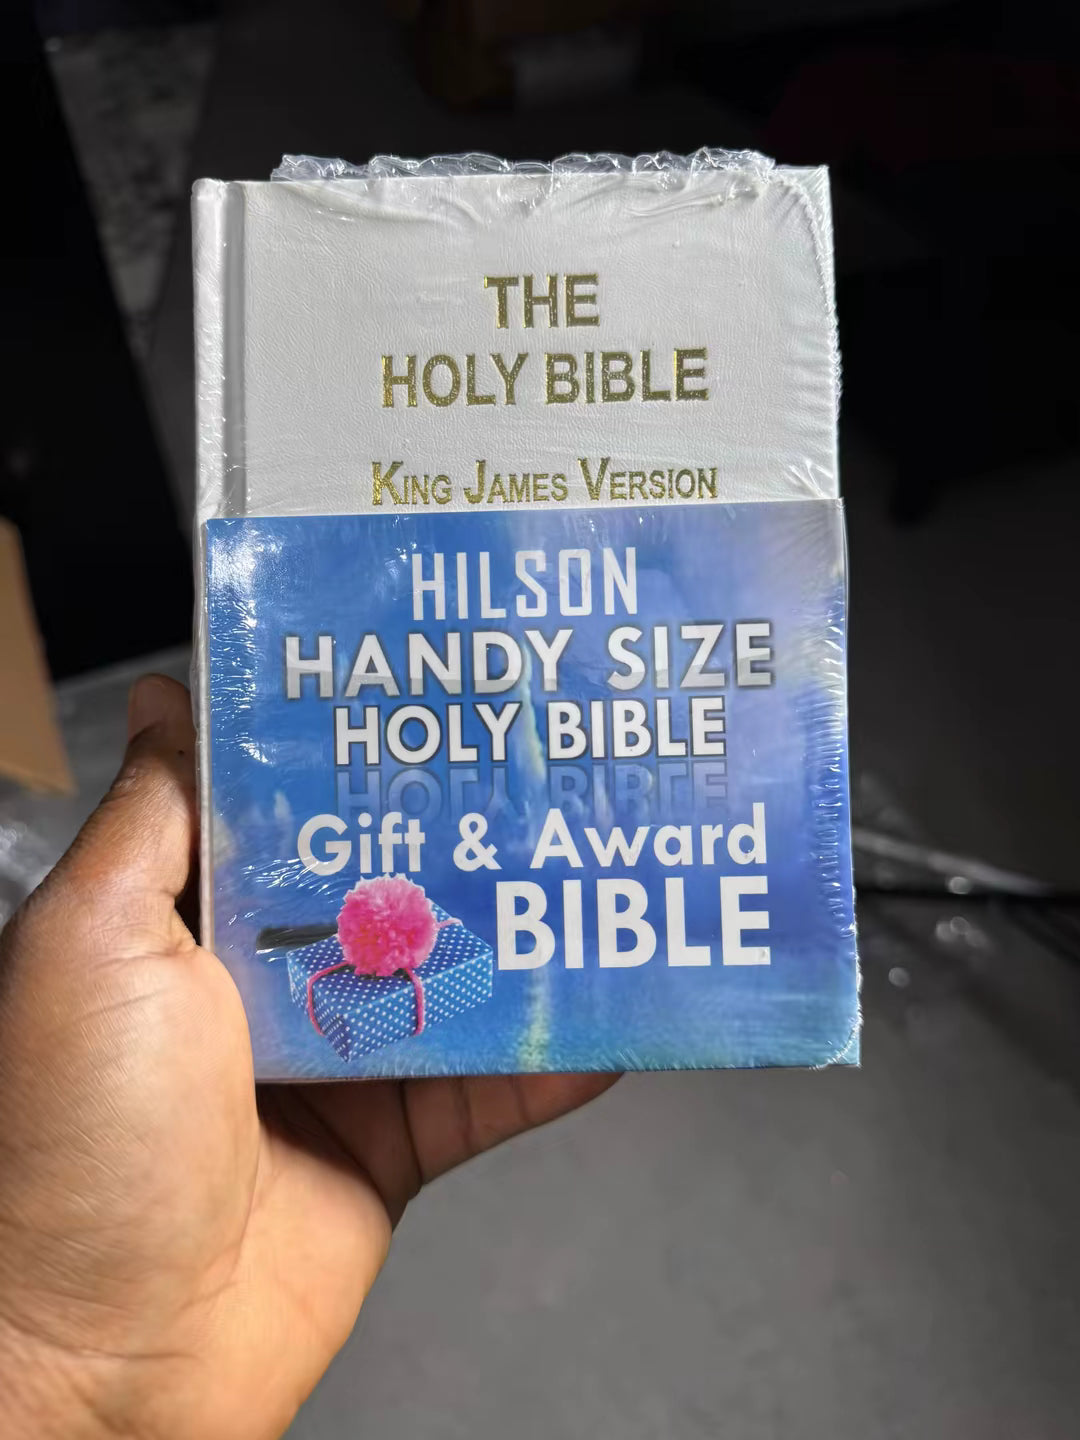 THE
HOLY BIBLE
KING JAMES VERSION
HILSON
HANDY SIZE
HOLY BIBLE
Gift & Award
BIBLE